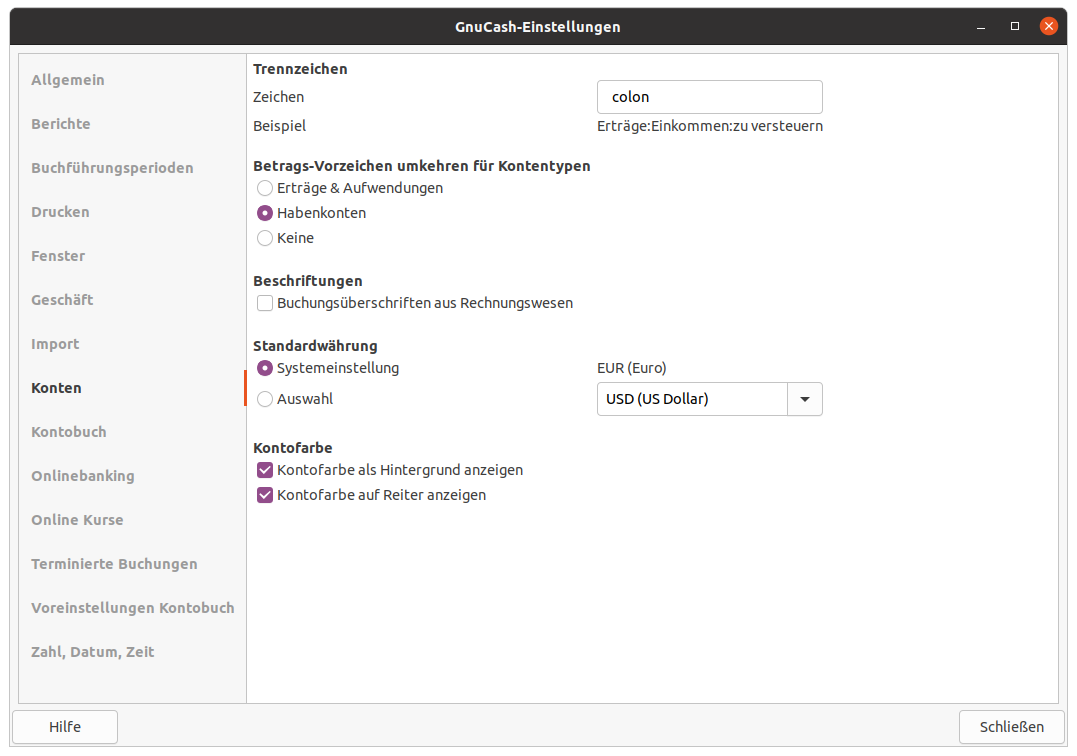 GnuCash-Einstellungen
Allgemein
Berichte
Buchführungsperioden
Drucken
Fenster
Geschäft
Import
Konten
Kontobuch
Onlinebanking
Online Kurse
Terminierte Buchungen
Voreinstellungen Kontobuch
Zahl, Datum, Zeit
Trennzeichen
Zeichen colon
Beispiel Erträge:Einkommen:zu versteuern
Betrags-Vorzeichen umkehren für Kontentypen
Erträge & Aufwendungen
Habenkonten
Keine
Beschriftungen
Buchungsüberschriften aus Rechnungswesen
Standardwährung
Systemeinstellung EUR (Euro)
Auswahl USD (US Dollar)
Kontofarbe
Kontofarbe als Hintergrund anzeigen
Kontofarbe auf Reiter anzeigen
Hilfe Schließen